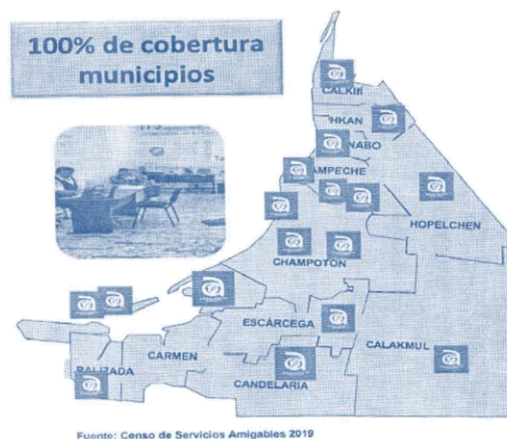 100% de cobertura
municipios
CALKINI
HKAN
NABO
AMPECHE
HOPELCHEN
CHAMPOTON
ESCÁRCEGA
CALAKMUL
CARMEN
PALIZADA
CANDELARIA
Fuente: Censo de Servicios Amigables 2019